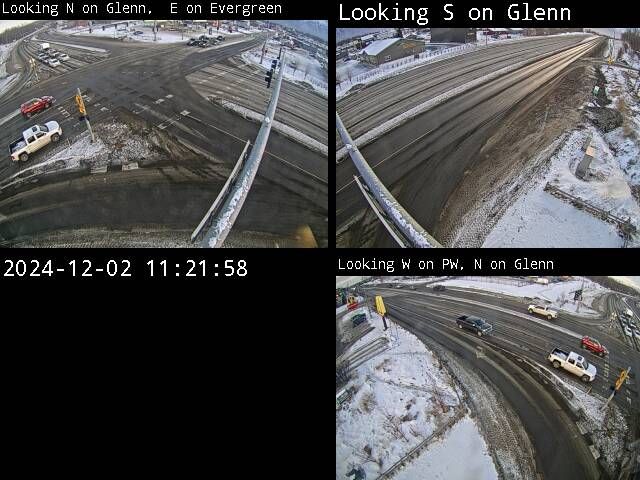 Looking N on Glenn, E on Evergreen
Looking S on Glenn
2024-12-02 11:21:58
Looking W on PW, N on Glenn